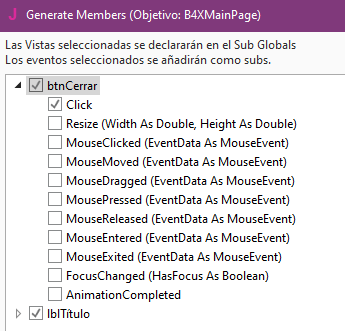 Generate Members (Objetivo: B4XMainPage)
Las Vistas seleccionadas se declararán en el Sub Globals
Los eventos seleccionados se añadirán como subs.
btnCerrar
Click
Resize (Width As Double, Height As Double)
MouseClicked (EventData As MouseEvent)
MouseMoved (EventData As MouseEvent)
MouseDragged (EventData As MouseEvent)
MousePressed (EventData As MouseEvent)
MouseReleased (EventData As MouseEvent)
MouseEntered (EventData As MouseEvent)
MouseExited (EventData As MouseEvent)
FocusChanged (HasFocus As Boolean)
AnimationCompleted
lblTítulo